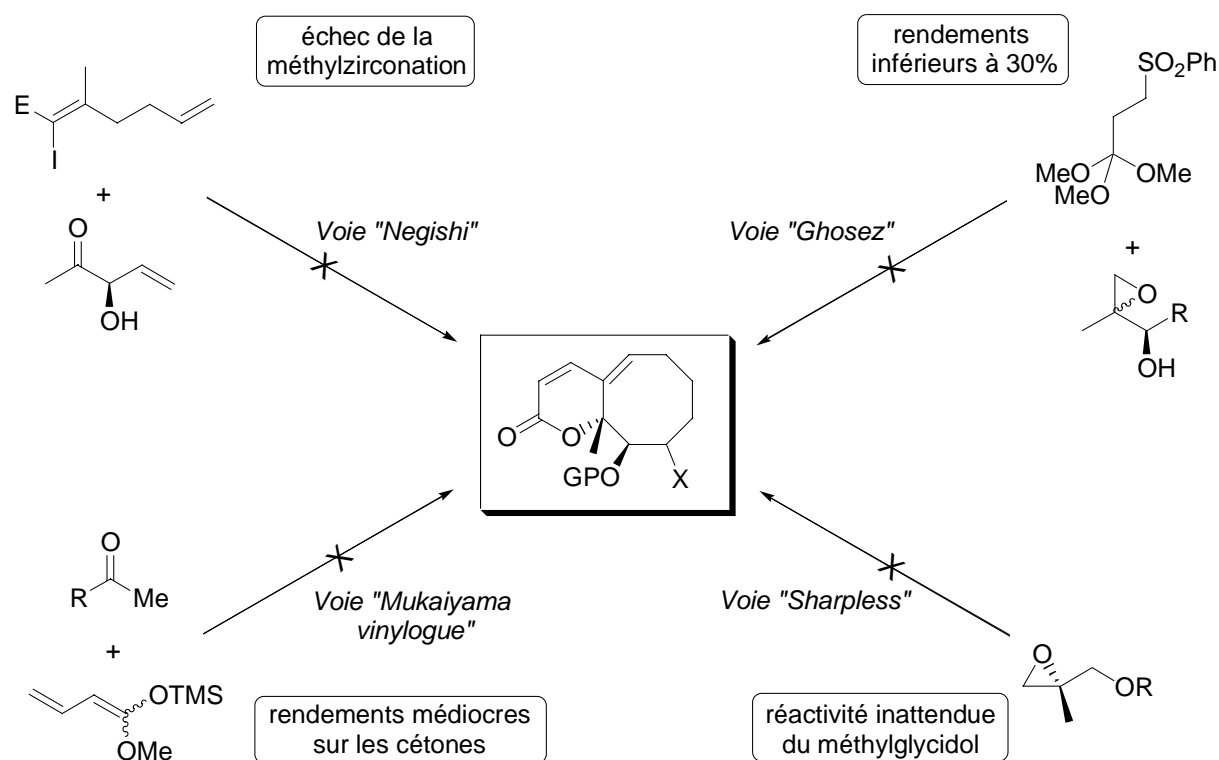 échec de la
méthylzirconation
rendements
inférieurs à 30%
SO2Ph
E
I
+
O
OH
MeO
OMe
MeO
+
O
R
OH
Voie "Negishi"
Voie "Ghosez"
O
O
GPO
X
O
R
Me
+
OTMS
OMe
Voie "Mukaiyama
vinylogue"
Voie "Sharpless"
O
OR
rendements médiocres
sur les cétones
réactivité inattendue
du méthylglycidol